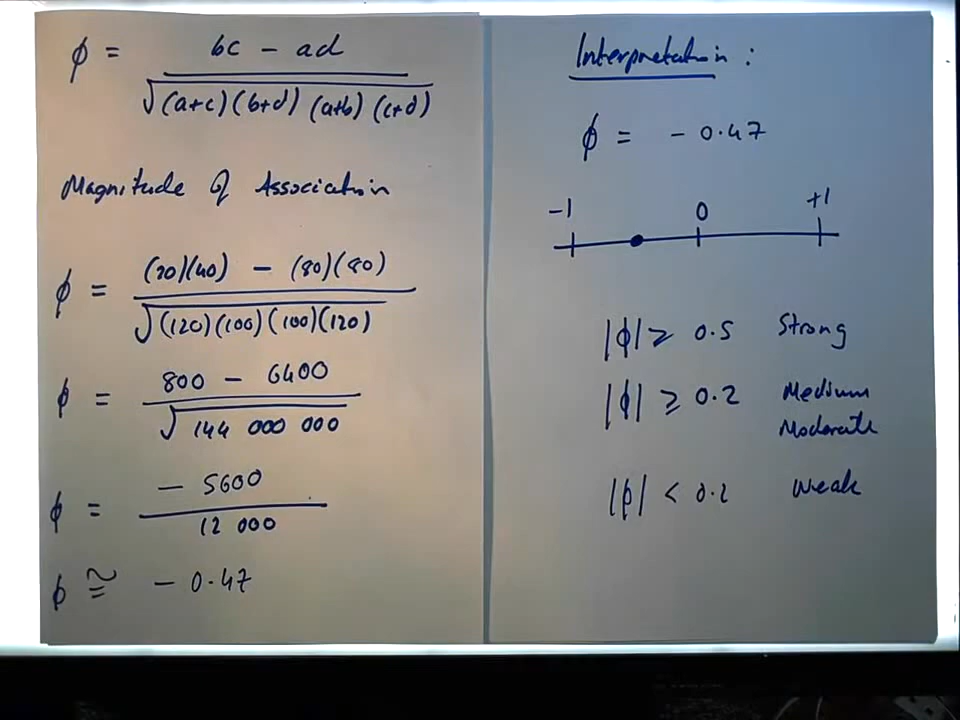 ϕ = bc - ad
√(a+c)(b+d) (a+b) (c+d)
Magnitude of Association
ϕ = (20)(40) - (80)(80)
√(120)(100)(100)(120)
ϕ = 800 - 6400
√144 000 000
ϕ = - 5600
12 000
ϕ ≅ - 0.47
Interpretation :
ϕ = - 0.47
-1 0 +1
|ϕ| ≥ 0.5 Strong
|ϕ| ≥ 0.2 Medium
Moderate
|ϕ| < 0.2 Weak